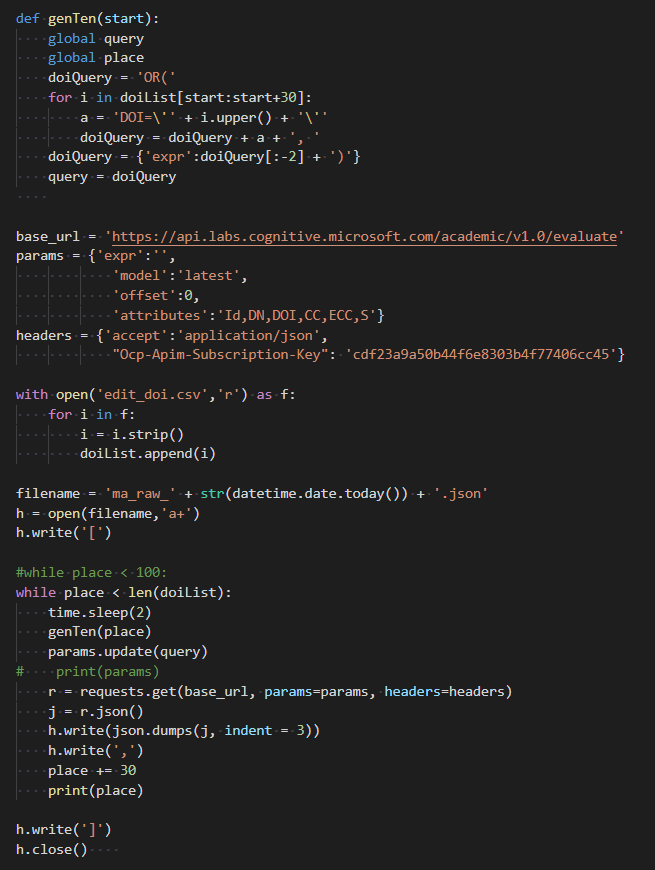 def genTen(start):
    global query
    global place
    doiQuery = 'OR('
    for i in doiList[start:start+30]:
        a = 'DOI=\'' + i.upper() + '\''
        doiQuery = doiQuery + a + ', '
    doiQuery = {'expr':doiQuery[:-2] + ')'}
    query = doiQuery

base_url = 'https://api.labs.cognitive.microsoft.com/academic/v1.0/evaluate'
params = {'expr':'',
            'model':'latest',
            'offset':0,
            'attributes':'Id,DN,DOI,CC,ECC,S'}
headers = {'accept':'application/json',
            "Ocp-Apim-Subscription-Key": 'cdf23a9a50b44f6e8303b4f77406cc45'}

with open('edit_doi.csv','r') as f:
    for i in f:
        i = i.strip()
        doiList.append(i)

filename = 'ma_raw_' + str(datetime.date.today()) + '.json'
h = open(filename,'a+')
h.write('[')

#while place < 100:
while place < len(doiList):
    time.sleep(2)
    genTen(place)
    params.update(query)
#    print(params)
    r = requests.get(base_url, params=params, headers=headers)
    j = r.json()
    h.write(json.dumps(j, indent = 3))
    h.write(',')
    place += 30
    print(place)

h.write(']')
h.close()